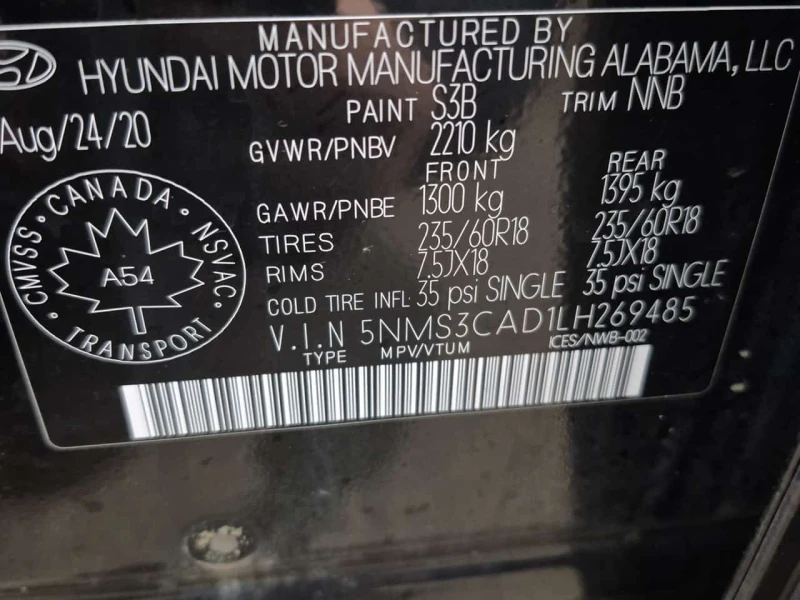 MANUFACTURED BY
HYUNDAI MOTOR MANUFACTURING ALABAMA, LLC
Aug/24/20
PAINT S3B TRIM NNB
GVWR/PNBV 2210 kg
FRONT REAR
GAWR/PNBE 1300 kg 1395 kg
TIRES 235/60R18 235/60R18
RIMS 7.5JX18 7.5JX18
COLD TIRE INFL: 35 psi SINGLE 35 psi SINGLE
V.I.N 5NMS3CAD1LH269485
TYPE MPV/VTUM ICES/NWB-002
CANADA
CMVSS • NSVAC
A54
TRANSPORT